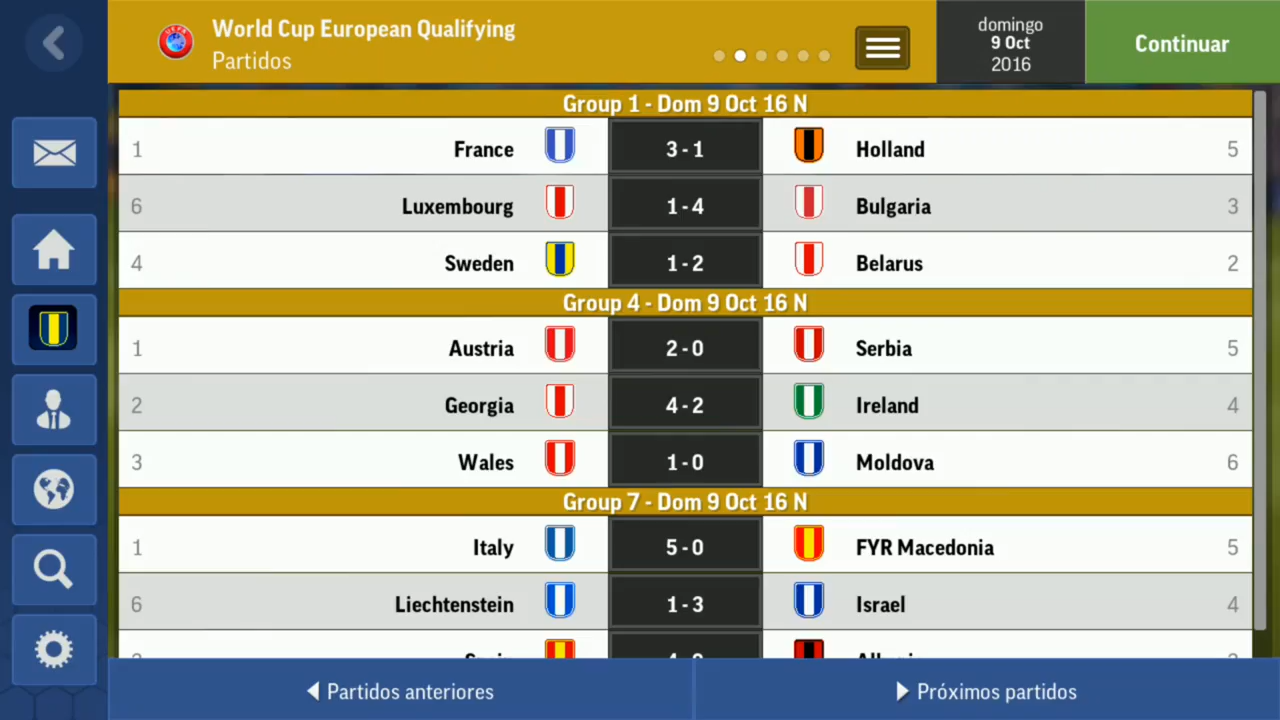 World Cup European Qualifying
Partidos
domingo
9 Oct
2016
Continuar
Group 1 - Dom 9 Oct 16 N
1 France 3 - 1 Holland 5
6 Luxembourg 1 - 4 Bulgaria 3
4 Sweden 1 - 2 Belarus 2
Group 4 - Dom 9 Oct 16 N
1 Austria 2 - 0 Serbia 5
2 Georgia 4 - 2 Ireland 4
3 Wales 1 - 0 Moldova 6
Group 7 - Dom 9 Oct 16 N
1 Italy 5 - 0 FYR Macedonia 5
6 Liechtenstein 1 - 3 Israel 4
Partidos anteriores
Próximos partidos